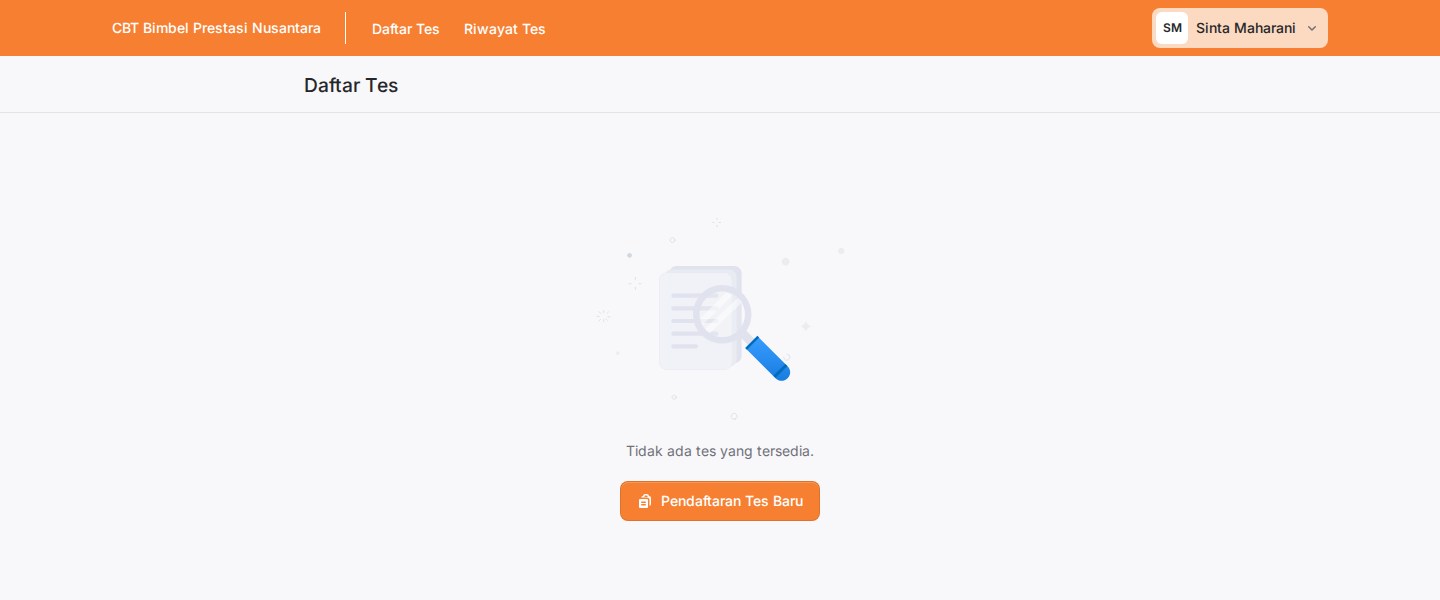 CBT Bimbel Prestasi Nusantara
Daftar Tes
Riwayat Tes
SM
Sinta Maharani
Daftar Tes
Tidak ada tes yang tersedia.
Pendaftaran Tes Baru